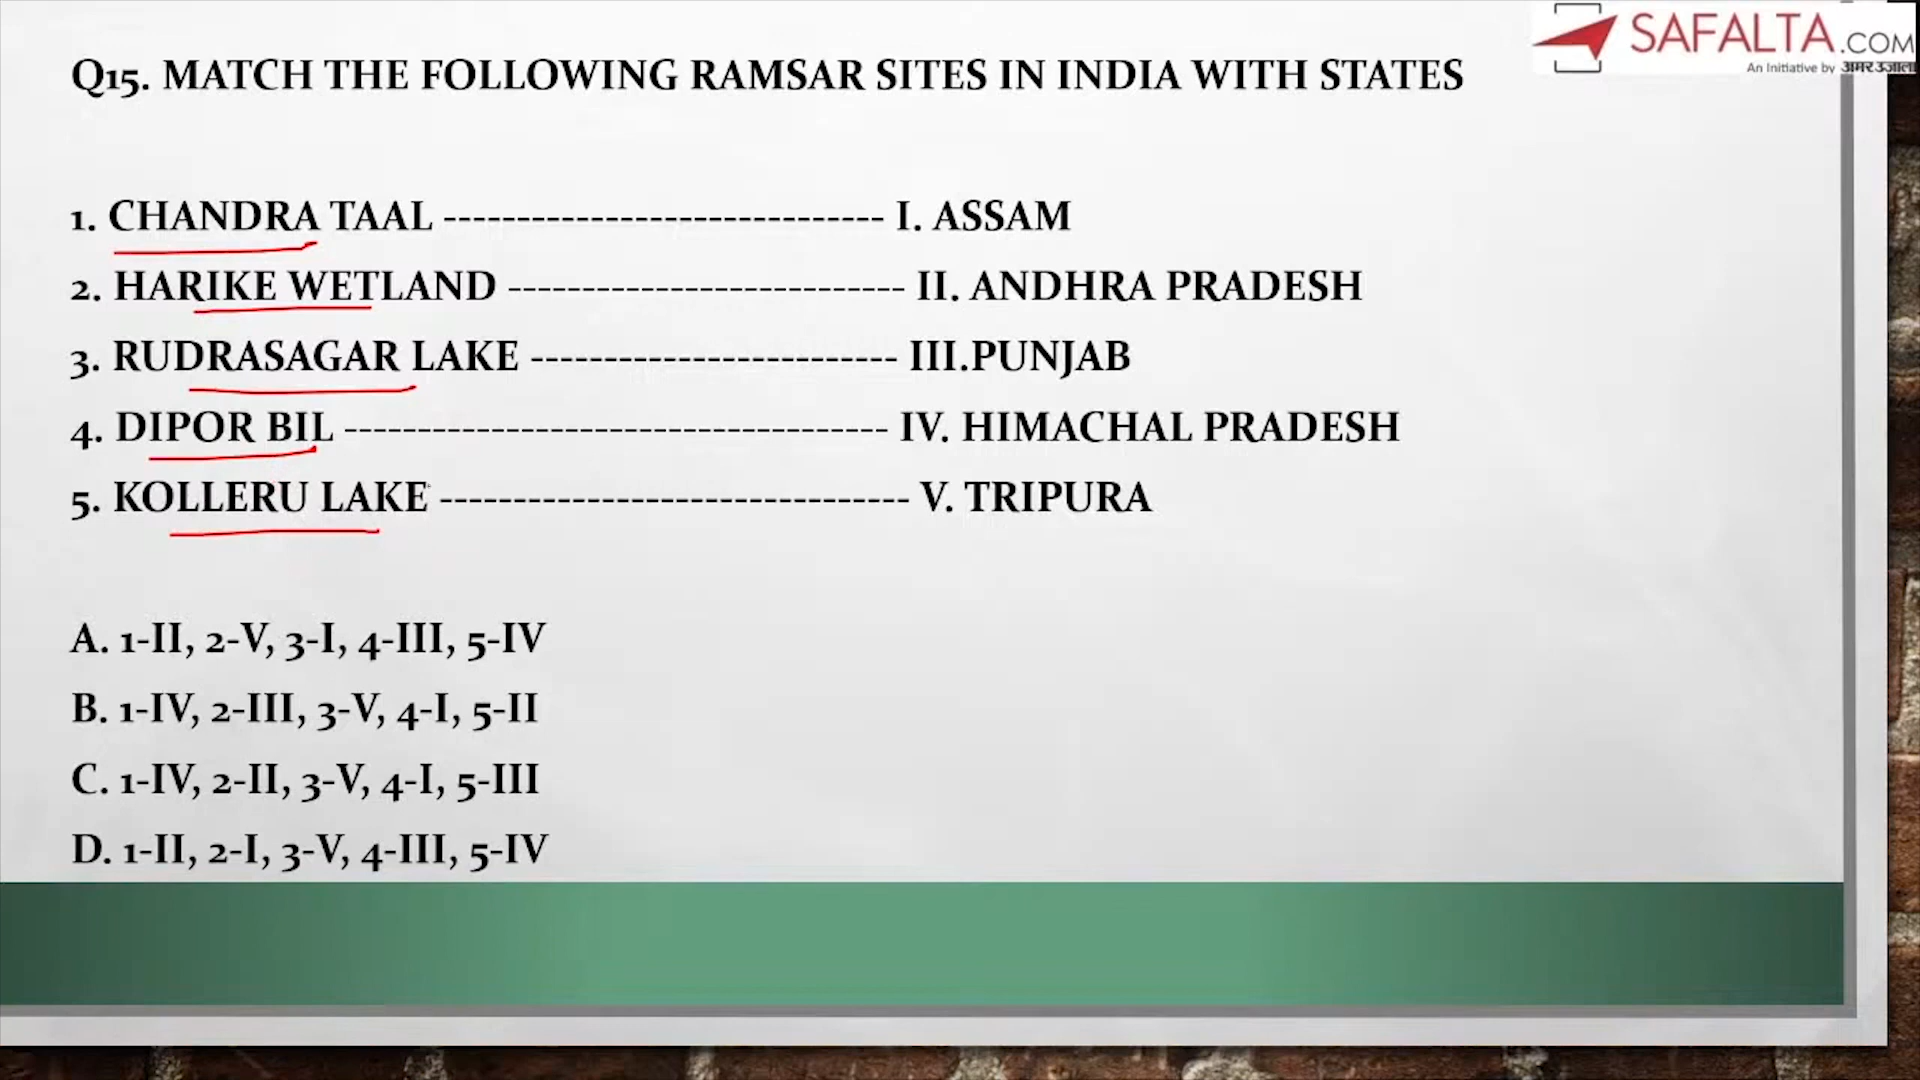 SAFALTA.COM
An Initiative by अमर उजाला
Q15. MATCH THE FOLLOWING RAMSAR SITES IN INDIA WITH STATES
1. CHANDRA TAAL ------------------------------ I. ASSAM
2. HARIKE WETLAND --------------------------- II. ANDHRA PRADESH
3. RUDRASAGAR LAKE ------------------------- III.PUNJAB
4. DIPOR BIL ------------------------------------- IV. HIMACHAL PRADESH
5. KOLLERU LAKE -------------------------------- V. TRIPURA
A. 1-II, 2-V, 3-I, 4-III, 5-IV
B. 1-IV, 2-III, 3-V, 4-I, 5-II
C. 1-IV, 2-II, 3-V, 4-I, 5-III
D. 1-II, 2-I, 3-V, 4-III, 5-IV